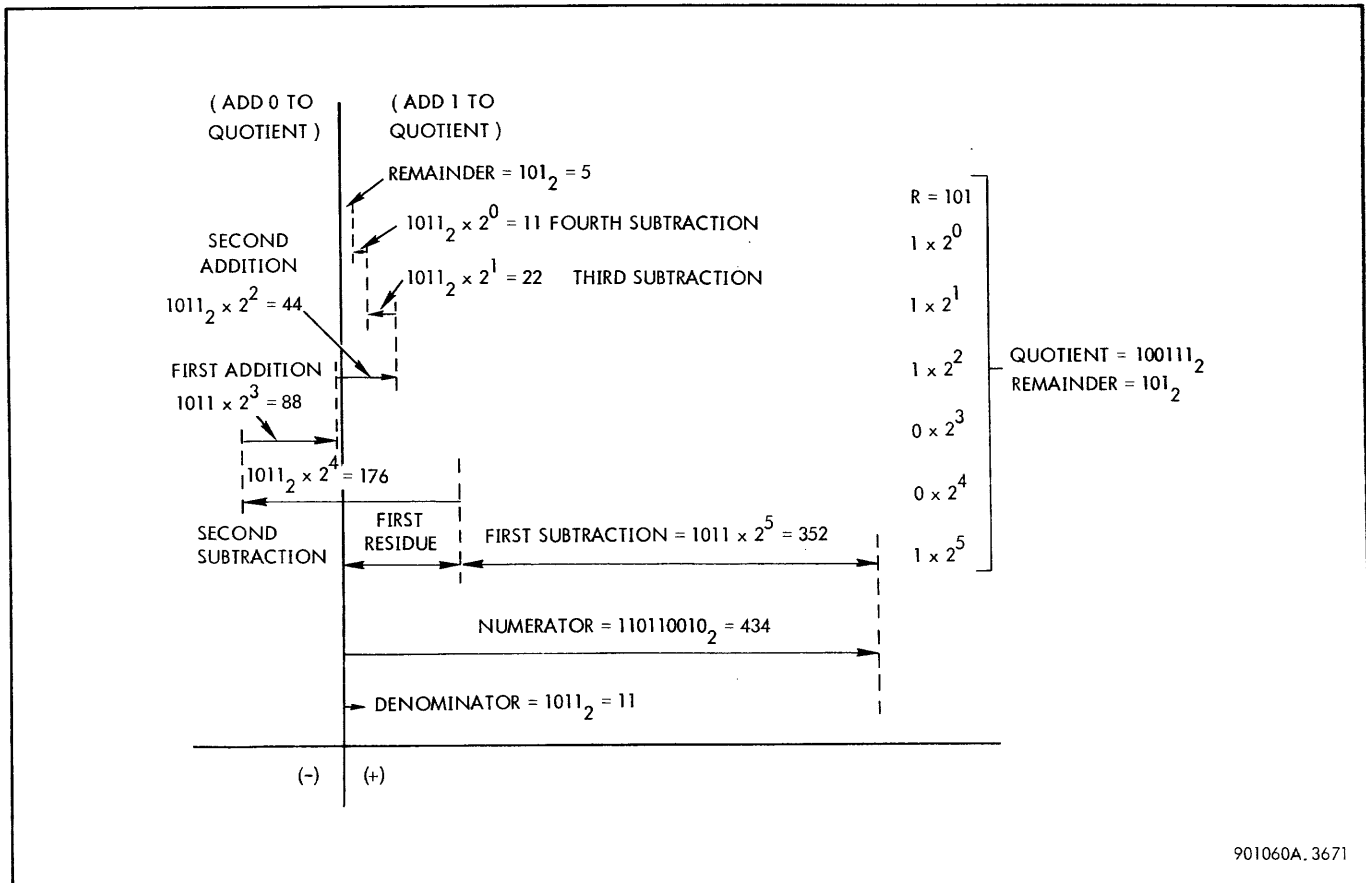 ( ADD 0 TO
QUOTIENT )
( ADD 1 TO
QUOTIENT )
REMAINDER = 101₂ = 5
1011₂ × 2⁰ = 11 FOURTH SUBTRACTION
SECOND
ADDITION
1011₂ × 2¹ = 22 THIRD SUBTRACTION
1011₂ × 2² = 44
FIRST ADDITION
1011 × 2³ = 88
1011₂ × 2⁴ = 176
SECOND
SUBTRACTION
FIRST
RESIDUE
FIRST SUBTRACTION = 1011 × 2⁵ = 352
NUMERATOR = 110110010₂ = 434
DENOMINATOR = 1011₂ = 11
(-)
(+)
R = 101
1 × 2⁰
1 × 2¹
1 × 2²
0 × 2³
0 × 2⁴
1 × 2⁵
QUOTIENT = 100111₂
REMAINDER = 101₂
901060A.3671